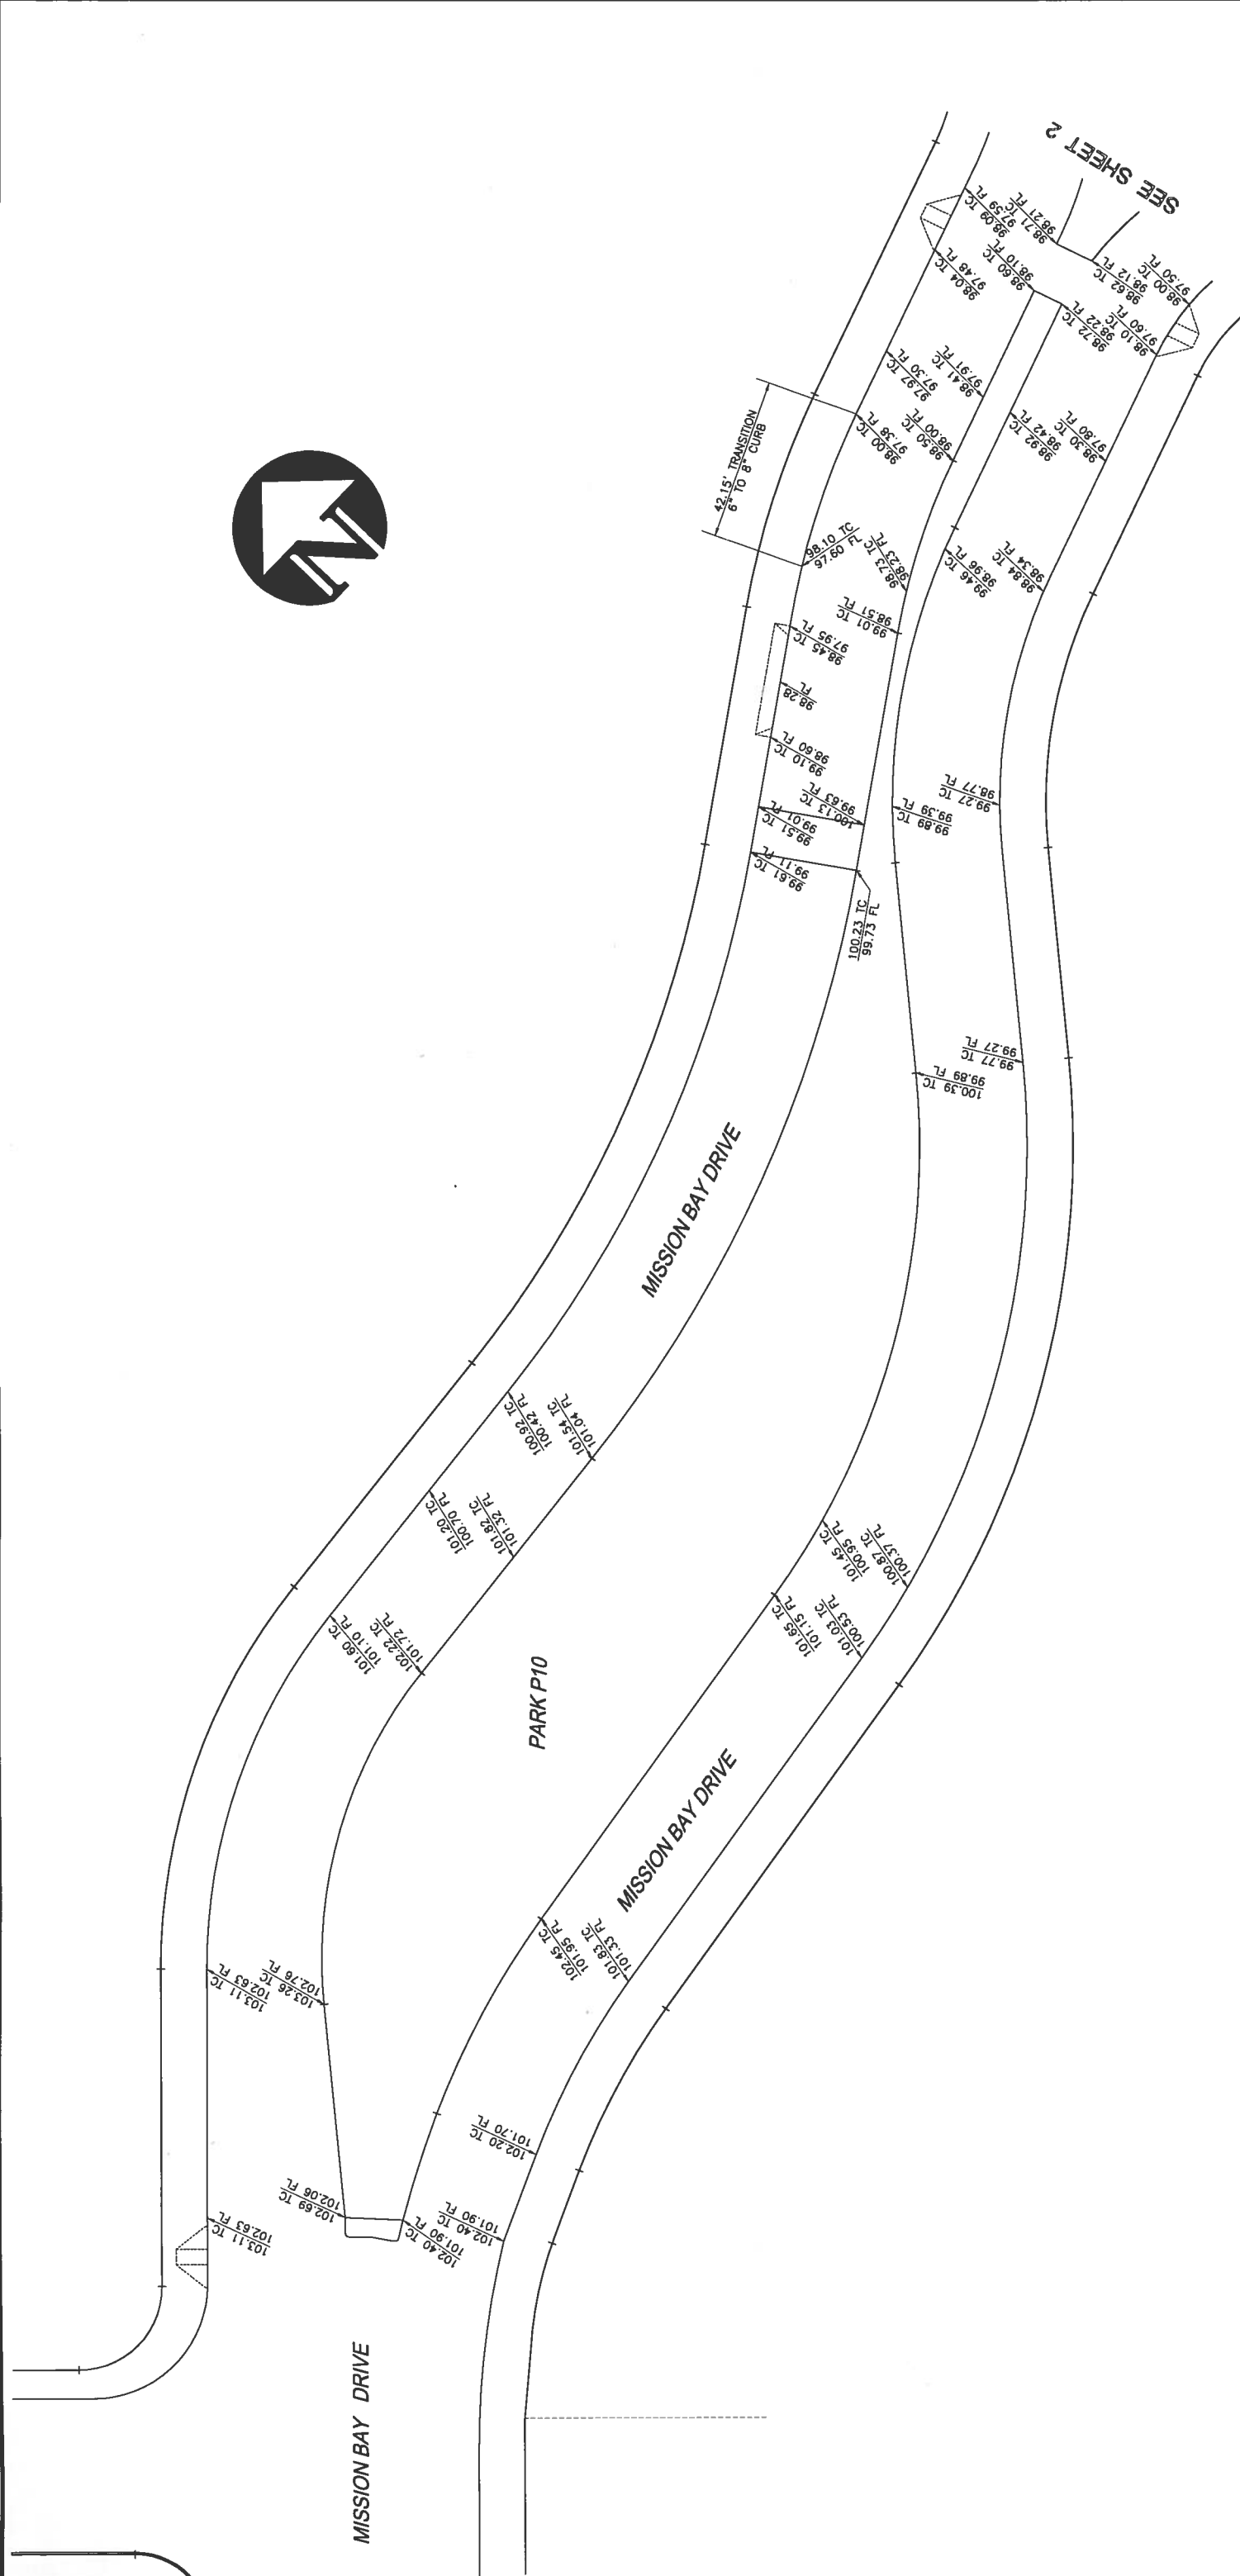 SEE SHEET 2
98.09 TC
97.59 FL
98.71 TC
98.21 FL
98.04 TC
97.48 FL
98.60 TC
98.10 FL
98.62 TC
98.12 FL
98.00 TC
97.50 FL
98.72 TC
98.22 FL
98.10 TC
97.60 FL
97.97 TC
97.30 FL
98.41 TC
97.91 FL
42.15' TRANSITION
6" TO 8" CURB
98.00 TC
97.38 FL
98.50 TC
98.00 FL
98.92 TC
98.42 FL
98.30 TC
97.80 FL
N
98.10 TC
97.60 FL
98.73 TC
98.23 FL
99.46 TC
98.96 FL
98.84 TC
98.34 FL
99.01 TC
98.51 FL
98.45 TC
97.95 FL
98.28
FL
99.10 TC
98.60 FL
99.51 TC
99.01 FL
100.13 TC
99.63 FL
99.89 TC
99.39 FL
99.27 TC
98.77 FL
99.61 TC
99.11 FL
100.23 TC
99.73 FL
99.77 TC
99.27 FL
100.39 TC
99.89 FL
MISSION BAY DRIVE
100.92 TC
100.42 FL
101.54 TC
101.04 FL
101.20 TC
100.70 FL
101.82 TC
101.32 FL
101.45 TC
100.95 FL
100.87 TC
100.37 FL
101.60 TC
101.10 FL
102.22 TC
101.72 FL
101.65 TC
101.15 FL
101.03 TC
100.53 FL
PARK P10
MISSION BAY DRIVE
102.45 TC
101.95 FL
101.83 TC
101.33 FL
103.11 TC
102.63 FL
103.26 TC
102.76 FL
102.20 TC
101.70 FL
102.69 TC
102.06 FL
103.11 TC
102.63 FL
102.40 TC
101.90 FL
102.40 TC
101.90 FL
MISSION BAY DRIVE